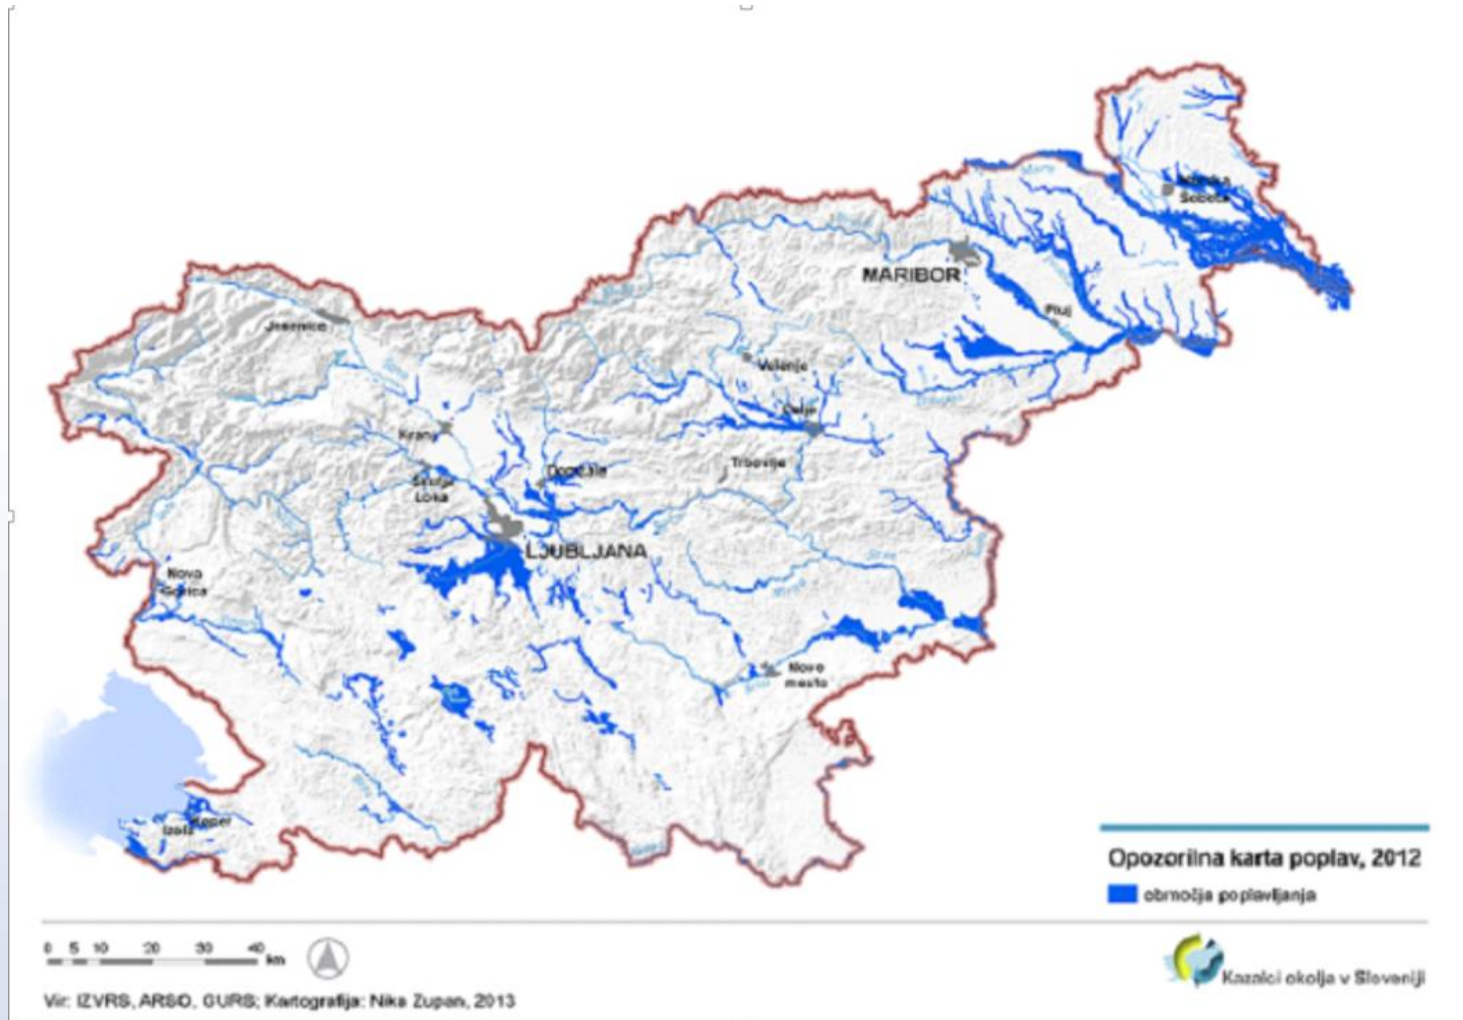 Murska
Sobota
MARIBOR
Ptuj
Jesenice
Velenje
Celje
Kranj
Trbovlje
Domžale
Škofja
Loka
LJUBLJANA
Nova
Gorica
Novo
mesto
Koper
Izola
Opozorilna karta poplav, 2012
območja poplavljanja
0 5 10 20 30 40
km
Kazalci okolja v Sloveniji
Vir: IZVRS, ARSO, GURS; Kartografija: Nika Zupan, 2013